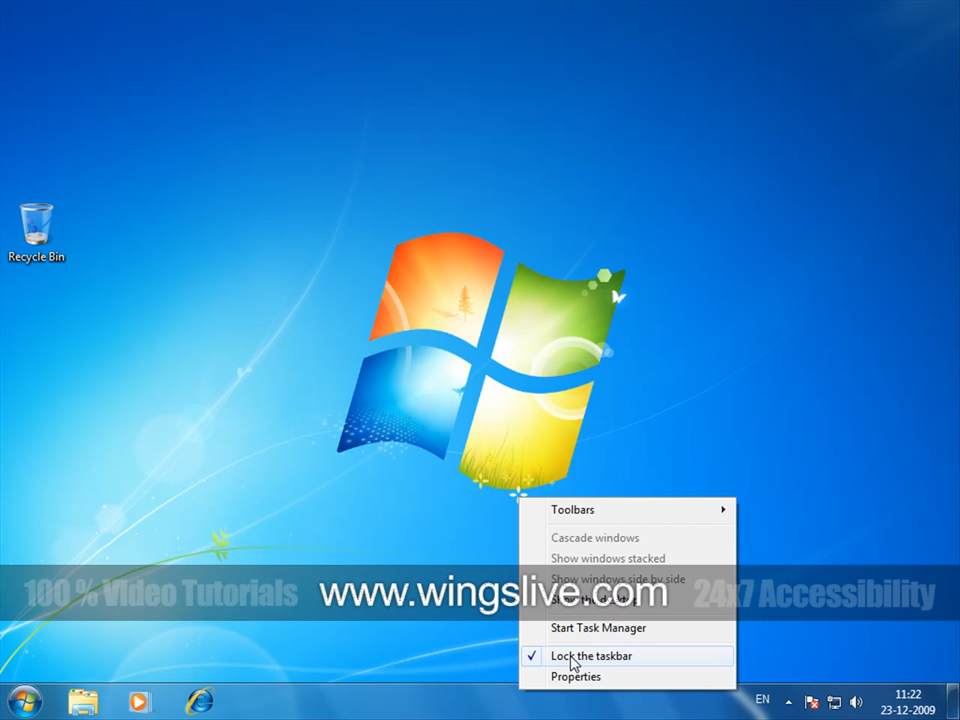 Recycle Bin
Toolbars
Cascade windows
Show windows stacked
Show windows side by side
Show the desktop
Start Task Manager
Lock the taskbar
Properties
100 % Video Tutorials
www.wingslive.com
24x7 Accessibility
EN
11:22
23-12-2009